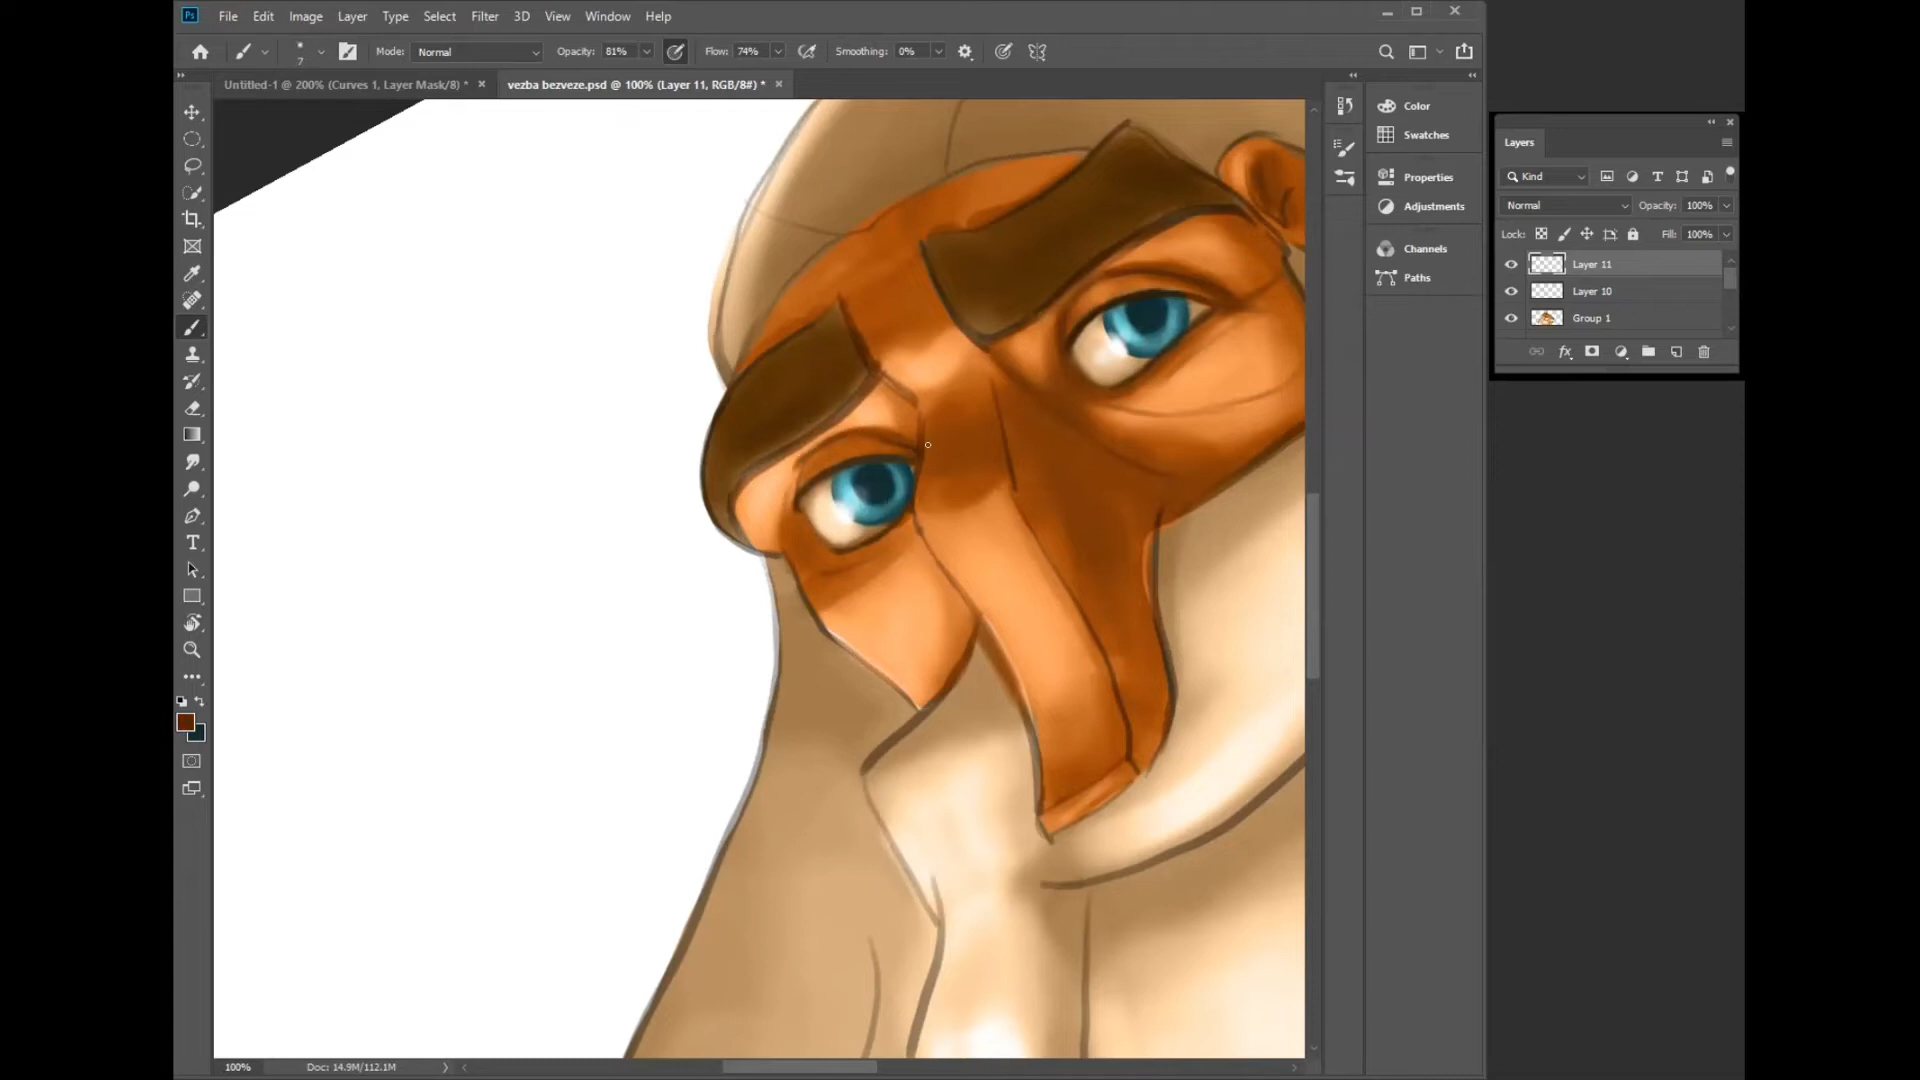 Ps File Edit Image Layer Type Select Filter 3D View Window Help
7 Mode: Normal Opacity: 81% Flow: 74% Smoothing: 0%
Untitled-1 @ 200% (Curves 1, Layer Mask/8) * vezba bezveze.psd @ 100% (Layer 11, RGB/8#) *
Color
Swatches
Properties
Adjustments
Channels
Paths
Layers
Kind
Normal Opacity: 100%
Lock: Fill: 100%
Layer 11
Layer 10
Group 1
fx
T
100% Doc: 14.9M/112.1M